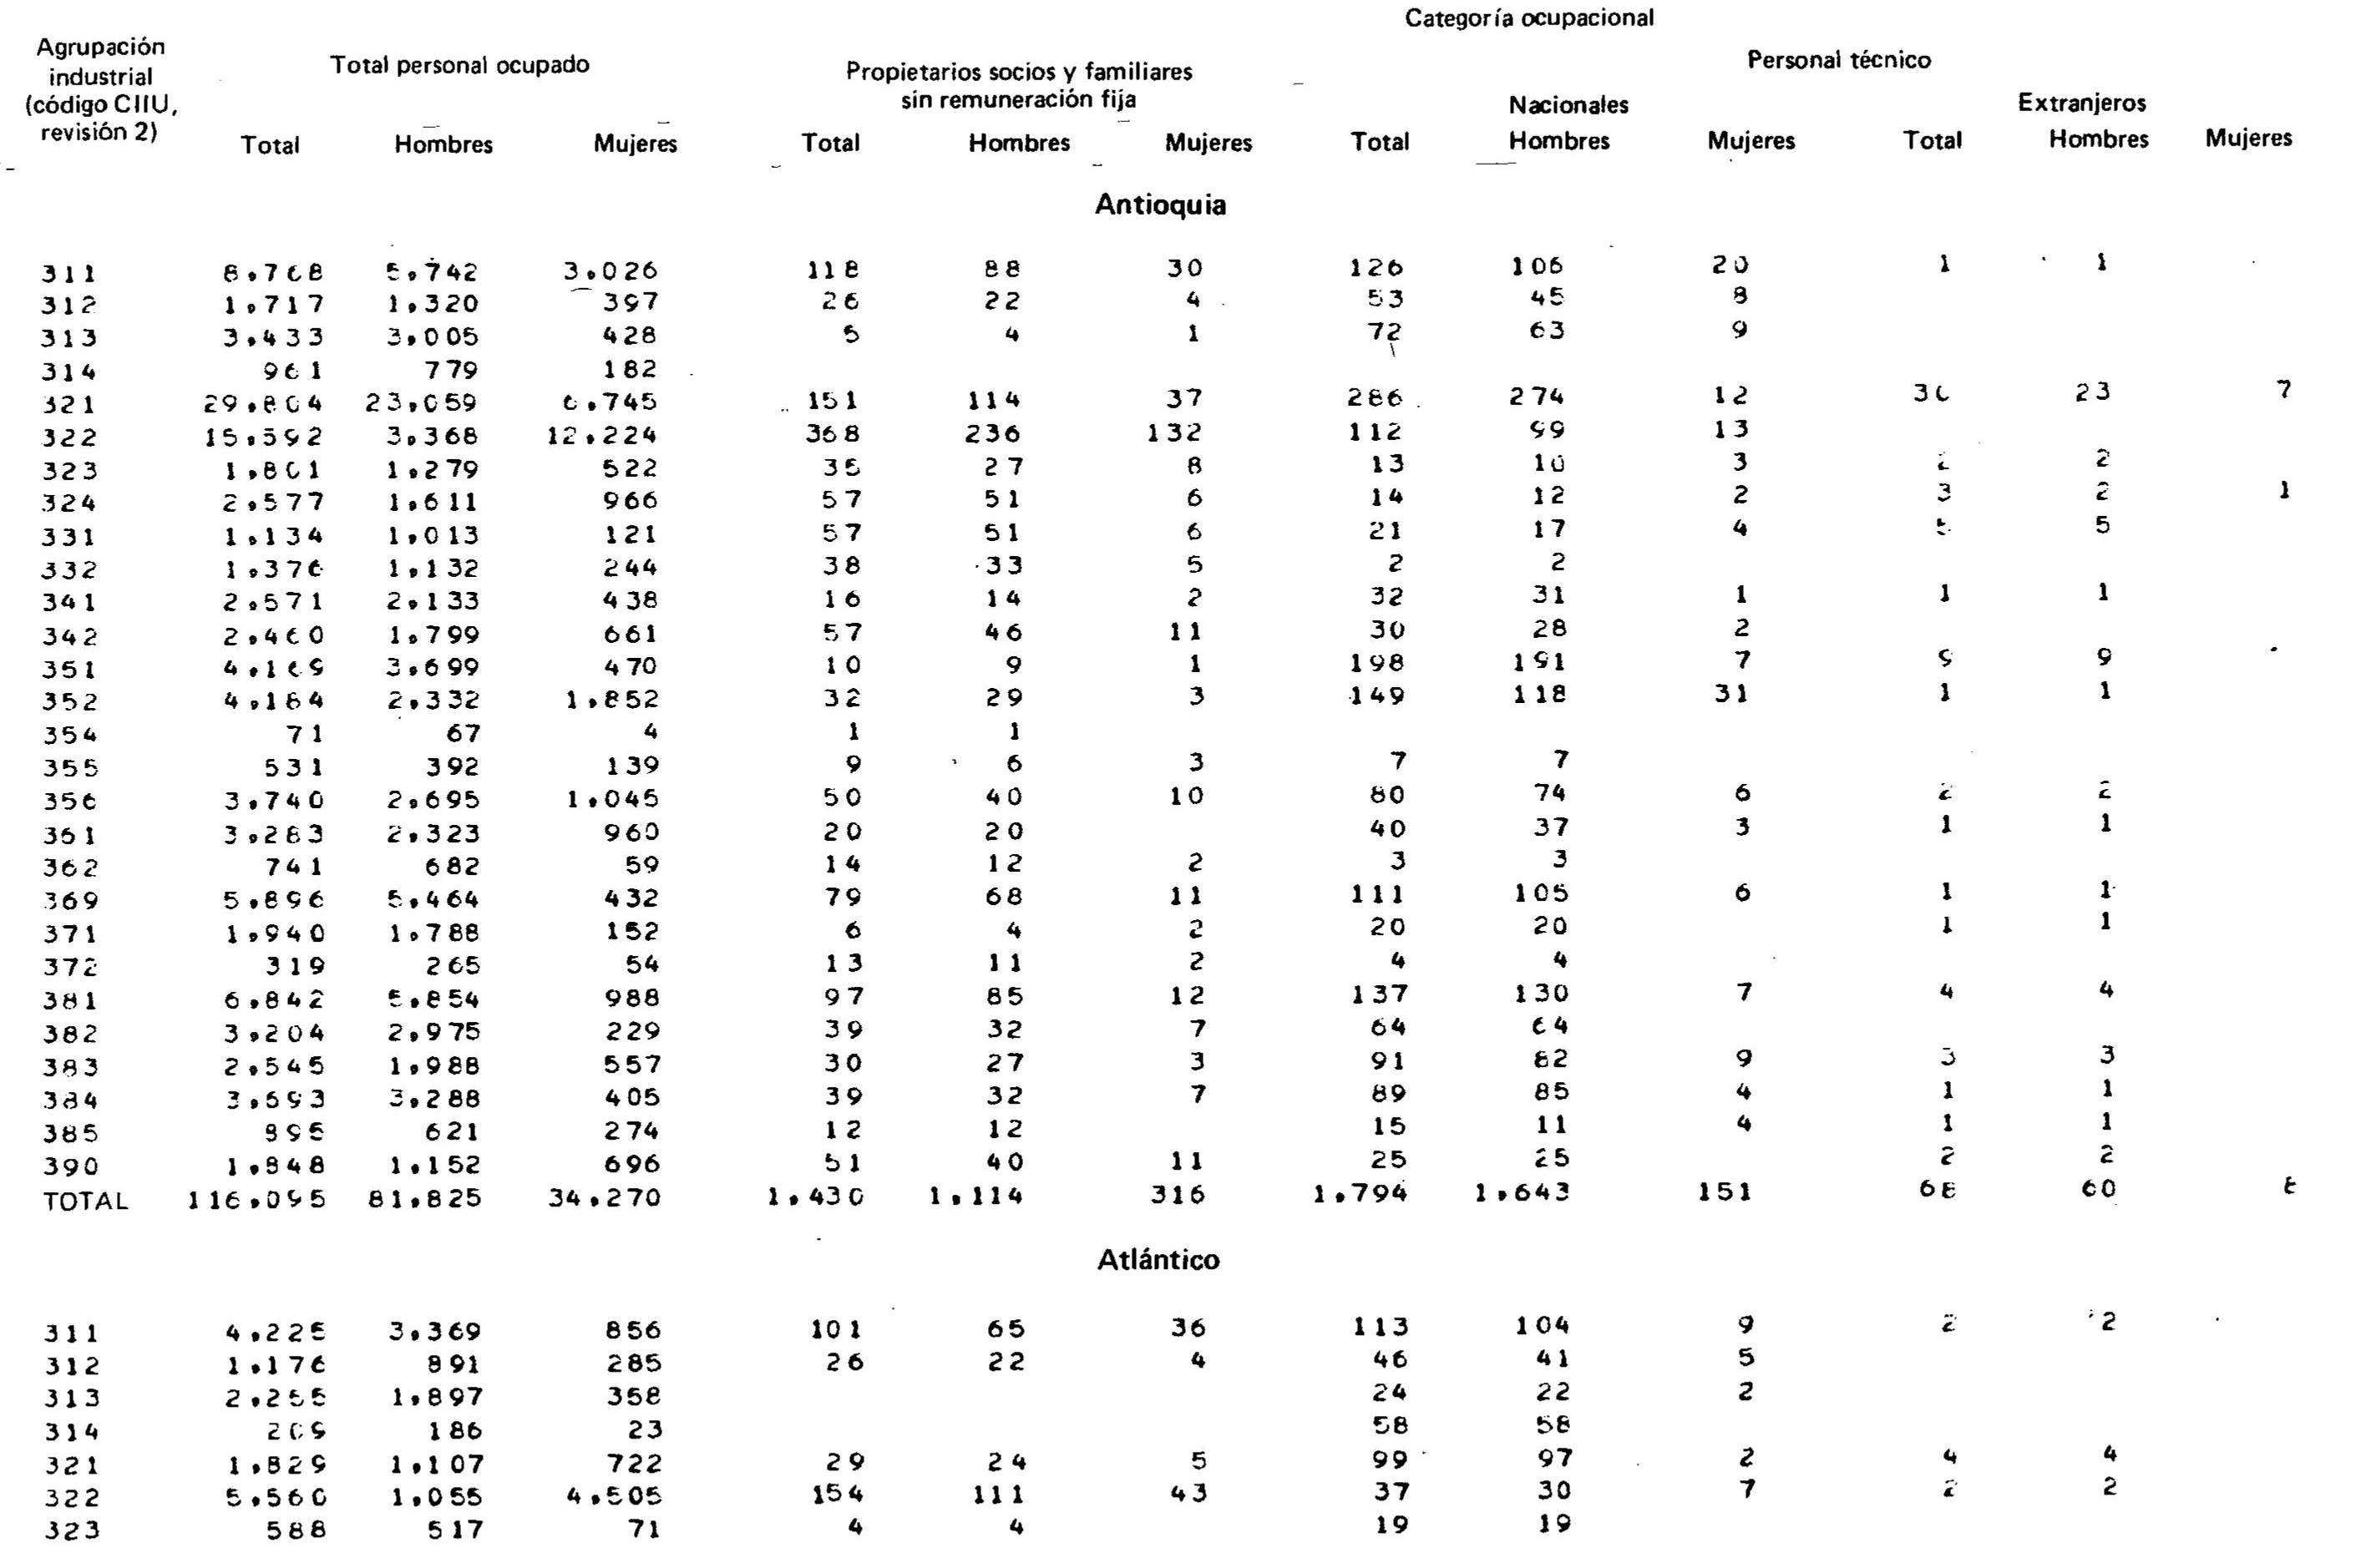 Categoría ocupacional
Agrupación industrial (código CIIU, revisión 2) Total personal ocupado Propietarios socios y familiares sin remuneración fija Personal técnico
Nacionales Extranjeros
Total Hombres Mujeres Total Hombres Mujeres Total Hombres Mujeres Total Hombres Mujeres
Antioquia
311 8.768 5.742 3.026 118 88 30 126 106 20 1 1
312 1.717 1.320 397 26 22 4 53 45 8
313 3.433 3.005 428 5 4 1 72 63 9
314 961 779 182
321 29.804 23.059 6.745 151 114 37 286 274 12 30 23 7
322 15.592 3.368 12.224 368 236 132 112 99 13
323 1.801 1.279 522 35 27 8 13 10 3 2 2
324 2.577 1.611 966 57 51 6 14 12 2 3 2 1
331 1.134 1.013 121 57 51 6 21 17 4 5 5
332 1.376 1.132 244 38 33 5 2 2
341 2.571 2.133 438 16 14 2 32 31 1 1 1
342 2.460 1.799 661 57 46 11 30 28 2
351 4.169 3.699 470 10 9 1 198 191 7 9 9
352 4.184 2.332 1.852 32 29 3 149 118 31 1 1
354 71 67 4 1 1
355 531 392 139 9 6 3 7 7
356 3.740 2.695 1.045 50 40 10 80 74 6 2 2
361 3.283 2.323 960 20 20 40 37 3 1 1
362 741 682 59 14 12 2 3 3
369 5.896 5.464 432 79 68 11 111 105 6 1 1
371 1.940 1.788 152 6 4 2 20 20 1 1
372 319 265 54 13 11 2 4 4
381 6.842 5.854 988 97 85 12 137 130 7 4 4
382 3.204 2.975 229 39 32 7 64 64
383 2.545 1.988 557 30 27 3 91 82 9 3 3
384 3.693 3.288 405 39 32 7 89 85 4 1 1
385 895 621 274 12 12 15 11 4 1 1
390 1.848 1.152 696 51 40 11 25 25 2 2
TOTAL 116.095 81.825 34.270 1.430 1.114 316 1.794 1.643 151 68 60 8
Atlántico
311 4.225 3.369 856 101 65 36 113 104 9 2 2
312 1.176 891 285 26 22 4 46 41 5
313 2.255 1.897 358 24 22 2
314 209 186 23 58 58
321 1.829 1.107 722 29 24 5 99 97 2 4 4
322 5.560 1.055 4.505 154 111 43 37 30 7 2 2
323 588 517 71 4 4 19 19